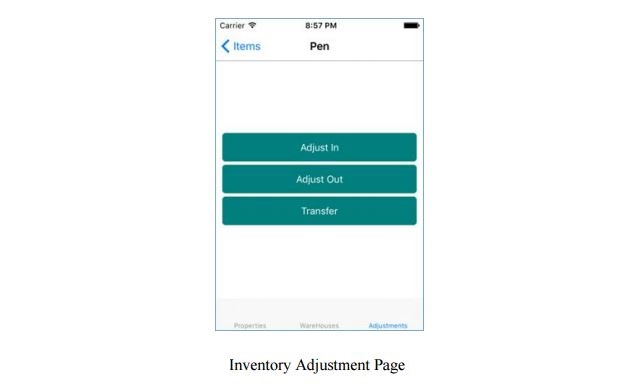 Carrier 8:57 PM
Items Pen
Adjust In
Adjust Out
Transfer
Properties WareHouses Adjustments
Inventory Adjustment Page